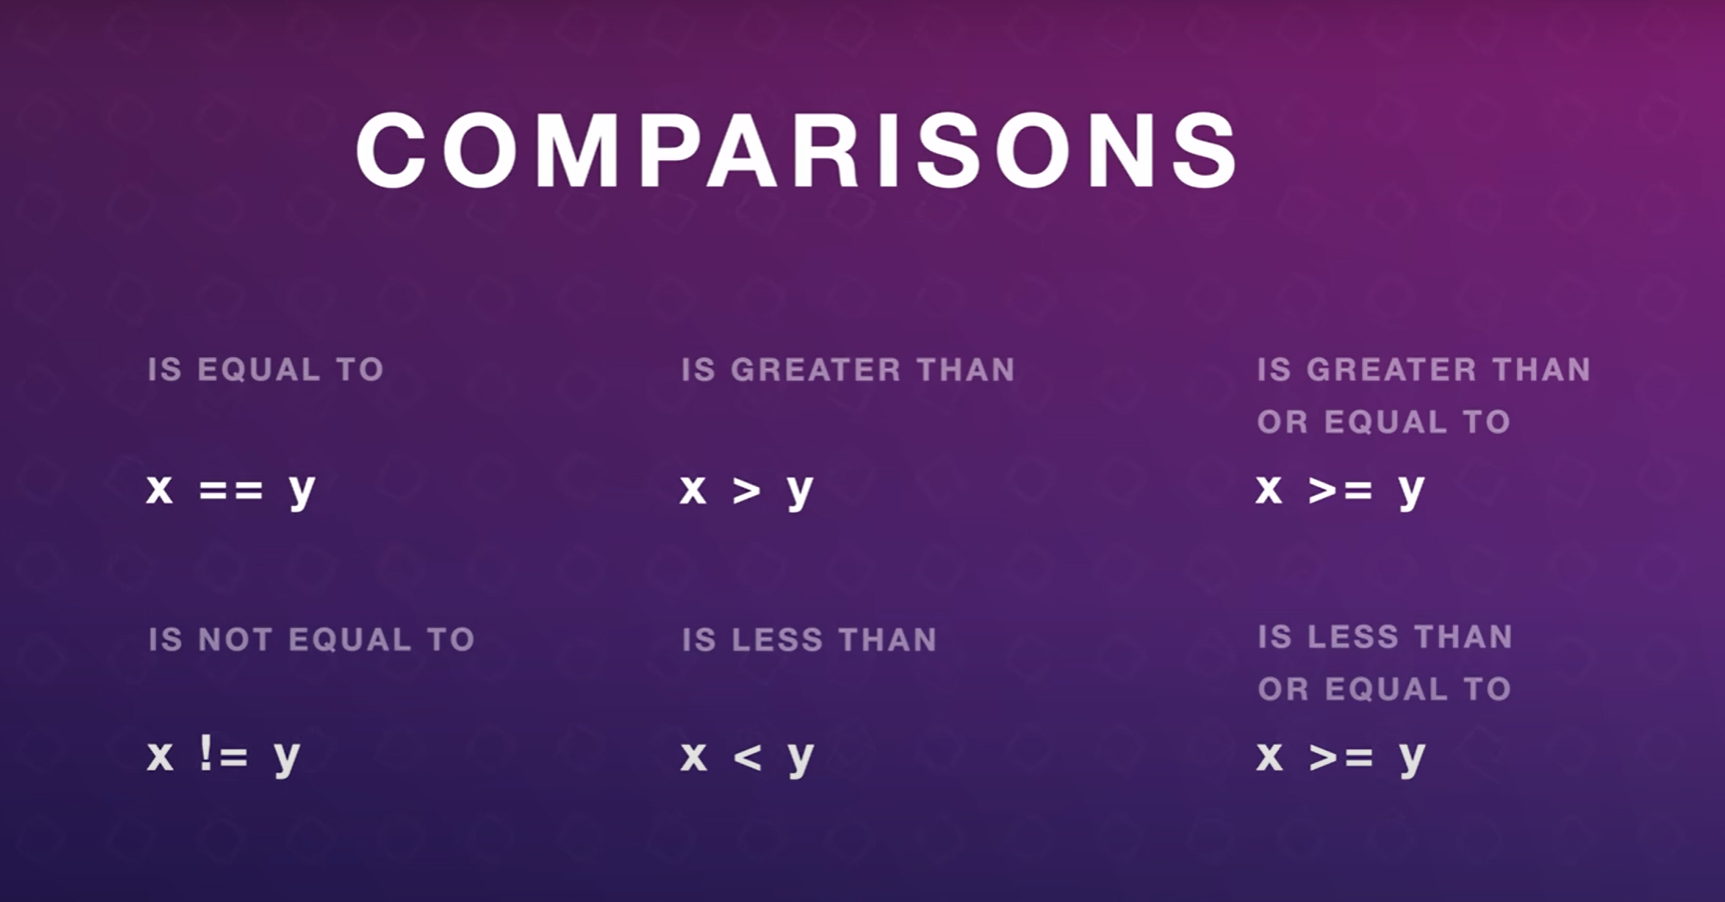 COMPARISONS
IS EQUAL TO
x == y
IS GREATER THAN
x > y
IS GREATER THAN
OR EQUAL TO
x >= y
IS NOT EQUAL TO
x != y
IS LESS THAN
x < y
IS LESS THAN
OR EQUAL TO
x >= y